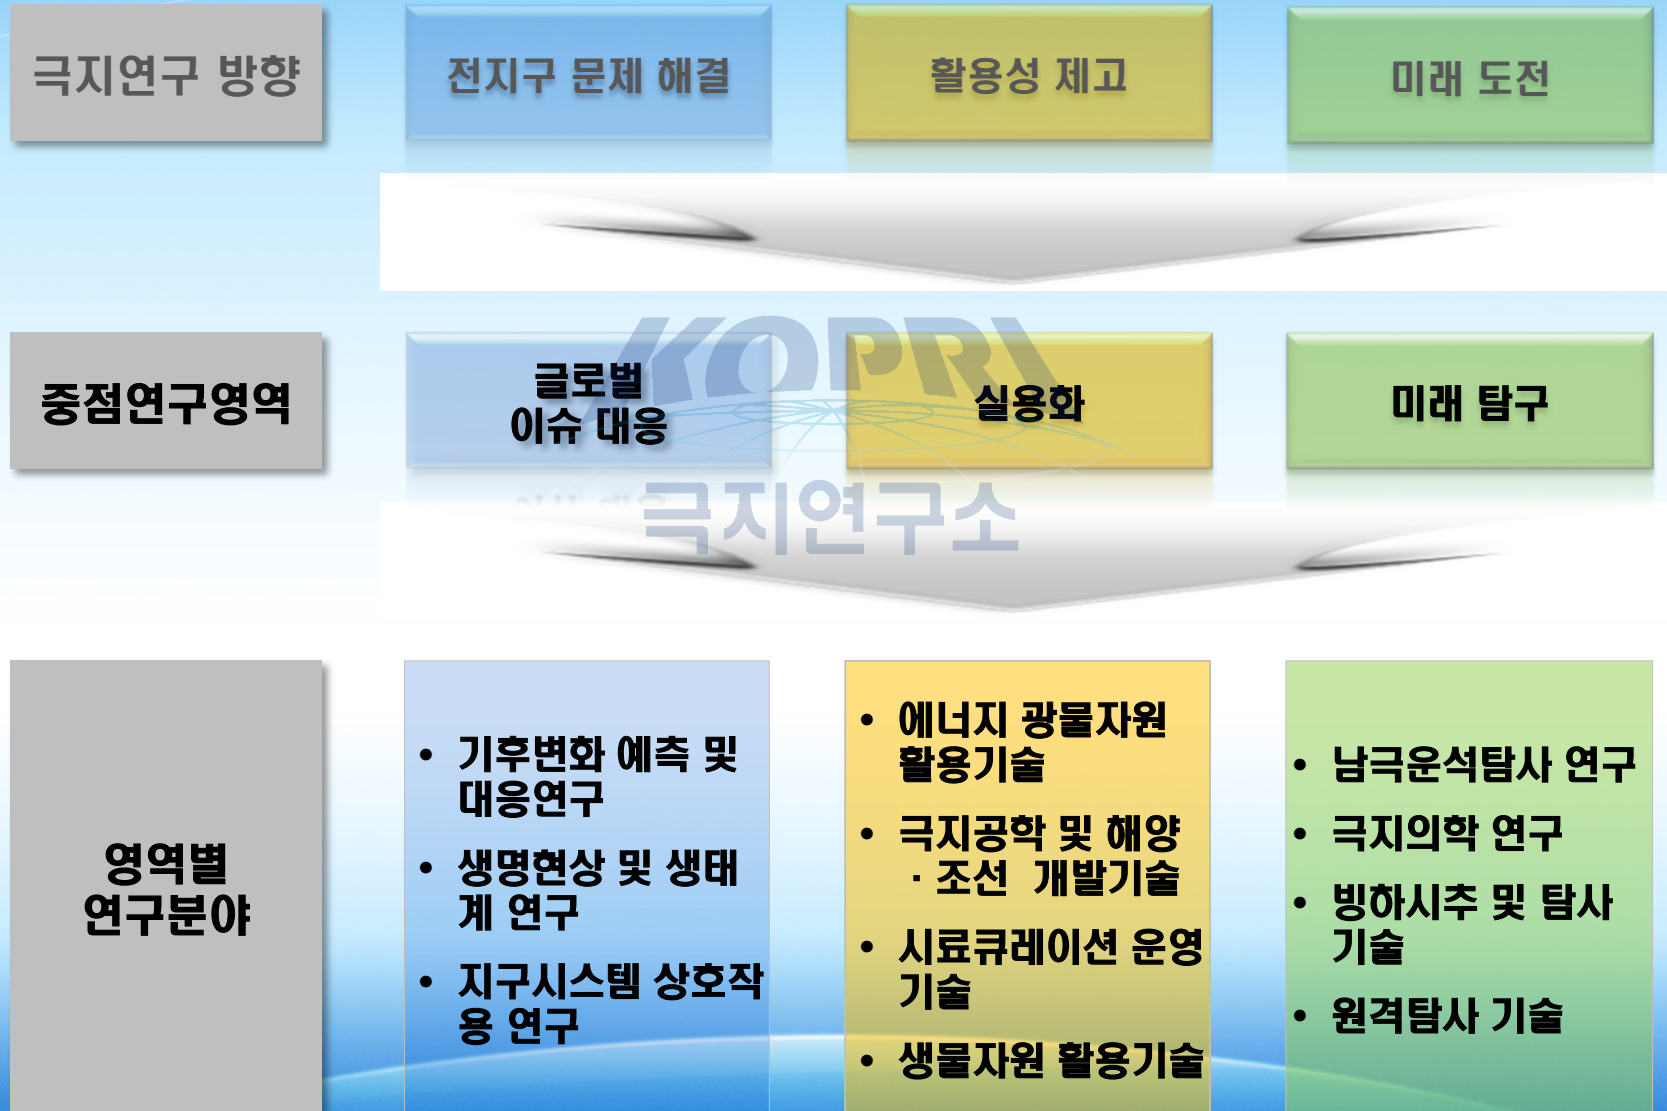 극지연구 방향
전지구 문제 해결
활용성 제고
미래 도전
중점연구영역
글로벌
이슈 대응
실용화
미래 탐구
KOPRI
극지연구소
영역별
연구분야
• 기후변화 예측 및
대응연구
• 생명현상 및 생태
계 연구
• 지구시스템 상호작
용 연구
• 에너지 광물자원
활용기술
• 극지공학 및 해양
· 조선 개발기술
• 시료큐레이션 운영
기술
• 생물자원 활용기술
• 남극운석탐사 연구
• 극지의학 연구
• 빙하시추 및 탐사
기술
• 원격탐사 기술